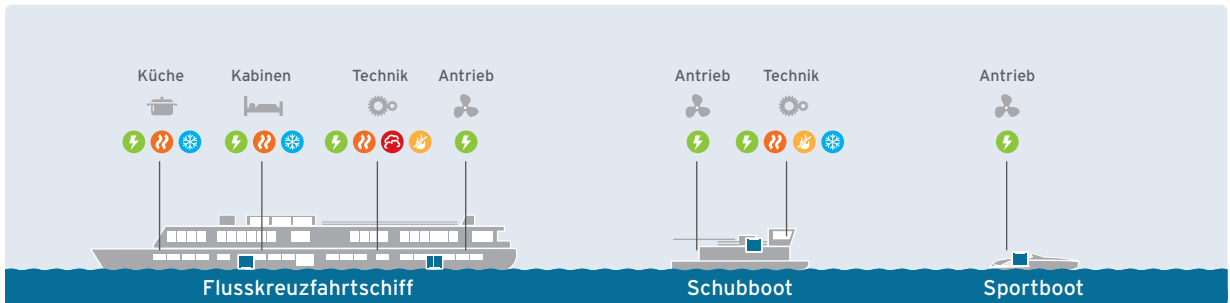 Küche Kabinen Technik Antrieb Antrieb Technik Antrieb
Flusskreuzfahrtschiff Schubboot Sportboot